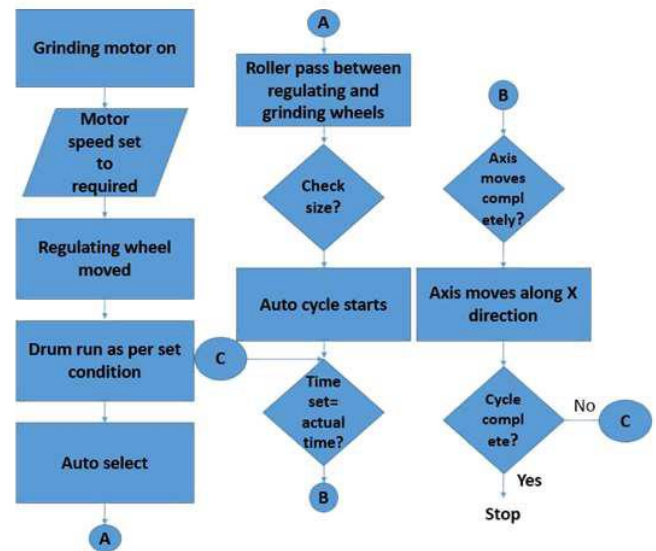 Grinding motor on
Motor
speed set
to
required
Regulating wheel
moved
Drum run as per set
condition
Auto select
A
A
Roller pass between
regulating and
grinding wheels
Check
size?
Auto cycle starts
C
Time
set=
actual
time?
B
B
Axis
moves
compl
etely?
Axis moves along X
direction
Cycle
compl
ete?
No
C
Yes
Stop